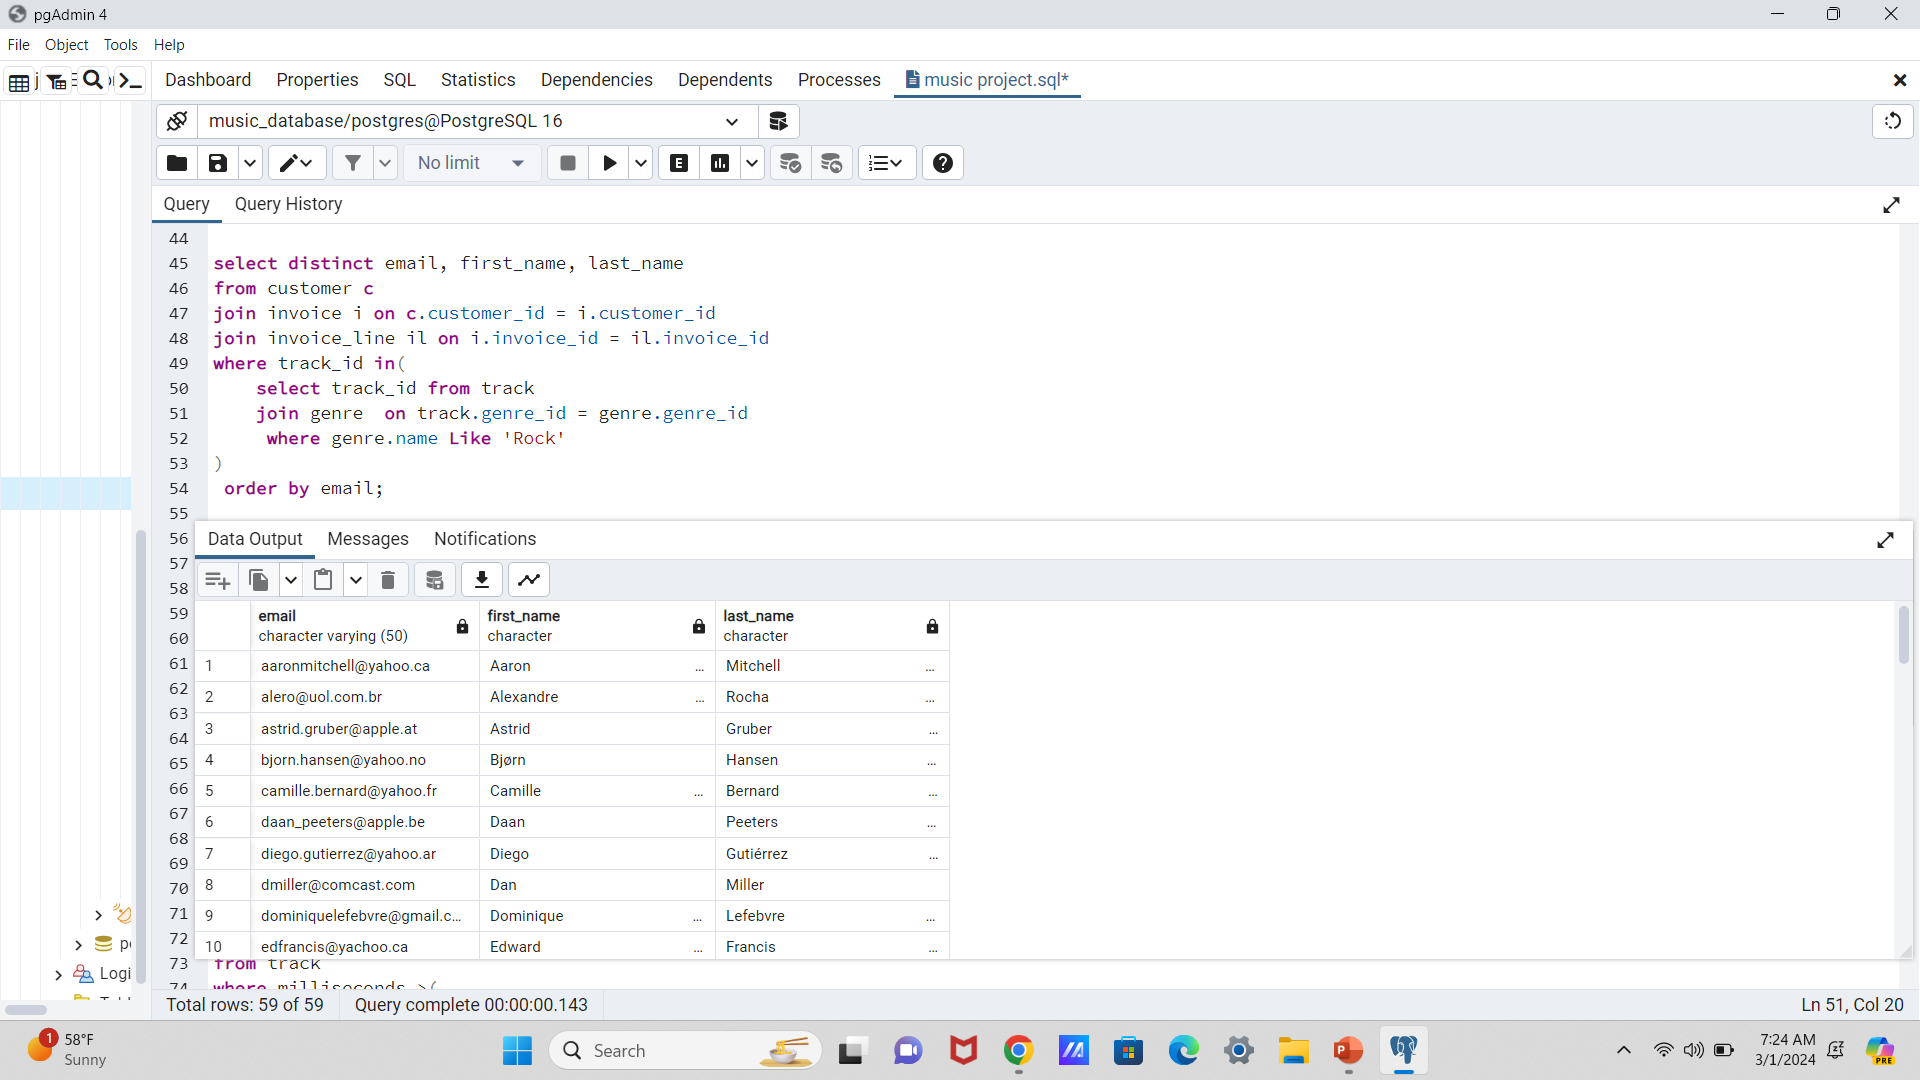 pgAdmin 4
File Object Tools Help
Dashboard Properties SQL Statistics Dependencies Dependents Processes music project.sql*
music_database/postgres@PostgreSQL 16
No limit
Query Query History
44
45 select distinct email, first_name, last_name
46 from customer c
47 join invoice i on c.customer_id = i.customer_id
48 join invoice_line il on i.invoice_id = il.invoice_id
49 where track_id in(
50 select track_id from track
51 join genre on track.genre_id = genre.genre_id
52 where genre.name Like 'Rock'
53 )
54 order by email;
55
56 Data Output Messages Notifications
57
58
59 email first_name last_name
60 character varying (50) character character
61 1 aaronmitchell@yahoo.ca Aaron ... Mitchell ...
62 2 alero@uol.com.br Alexandre ... Rocha ...
63
64 3 astrid.gruber@apple.at Astrid Gruber ...
65 4 bjorn.hansen@yahoo.no Bjørn Hansen ...
66 5 camille.bernard@yahoo.fr Camille ... Bernard ...
67 6 daan_peeters@apple.be Daan Peeters ...
68
69 7 diego.gutierrez@yahoo.ar Diego Gutiérrez ...
70 8 dmiller@comcast.com Dan Miller
71 9 dominiquelefebvre@gmail.c... Dominique ... Lefebvre ...
72 10 edfrancis@yachoo.ca Edward ... Francis ...
73 from track
74 where milliseconds >(
Logi
Total rows: 59 of 59 Query complete 00:00:00.143 Ln 51, Col 20
1 58°F
Sunny
Search
7:24 AM
3/1/2024
PRE